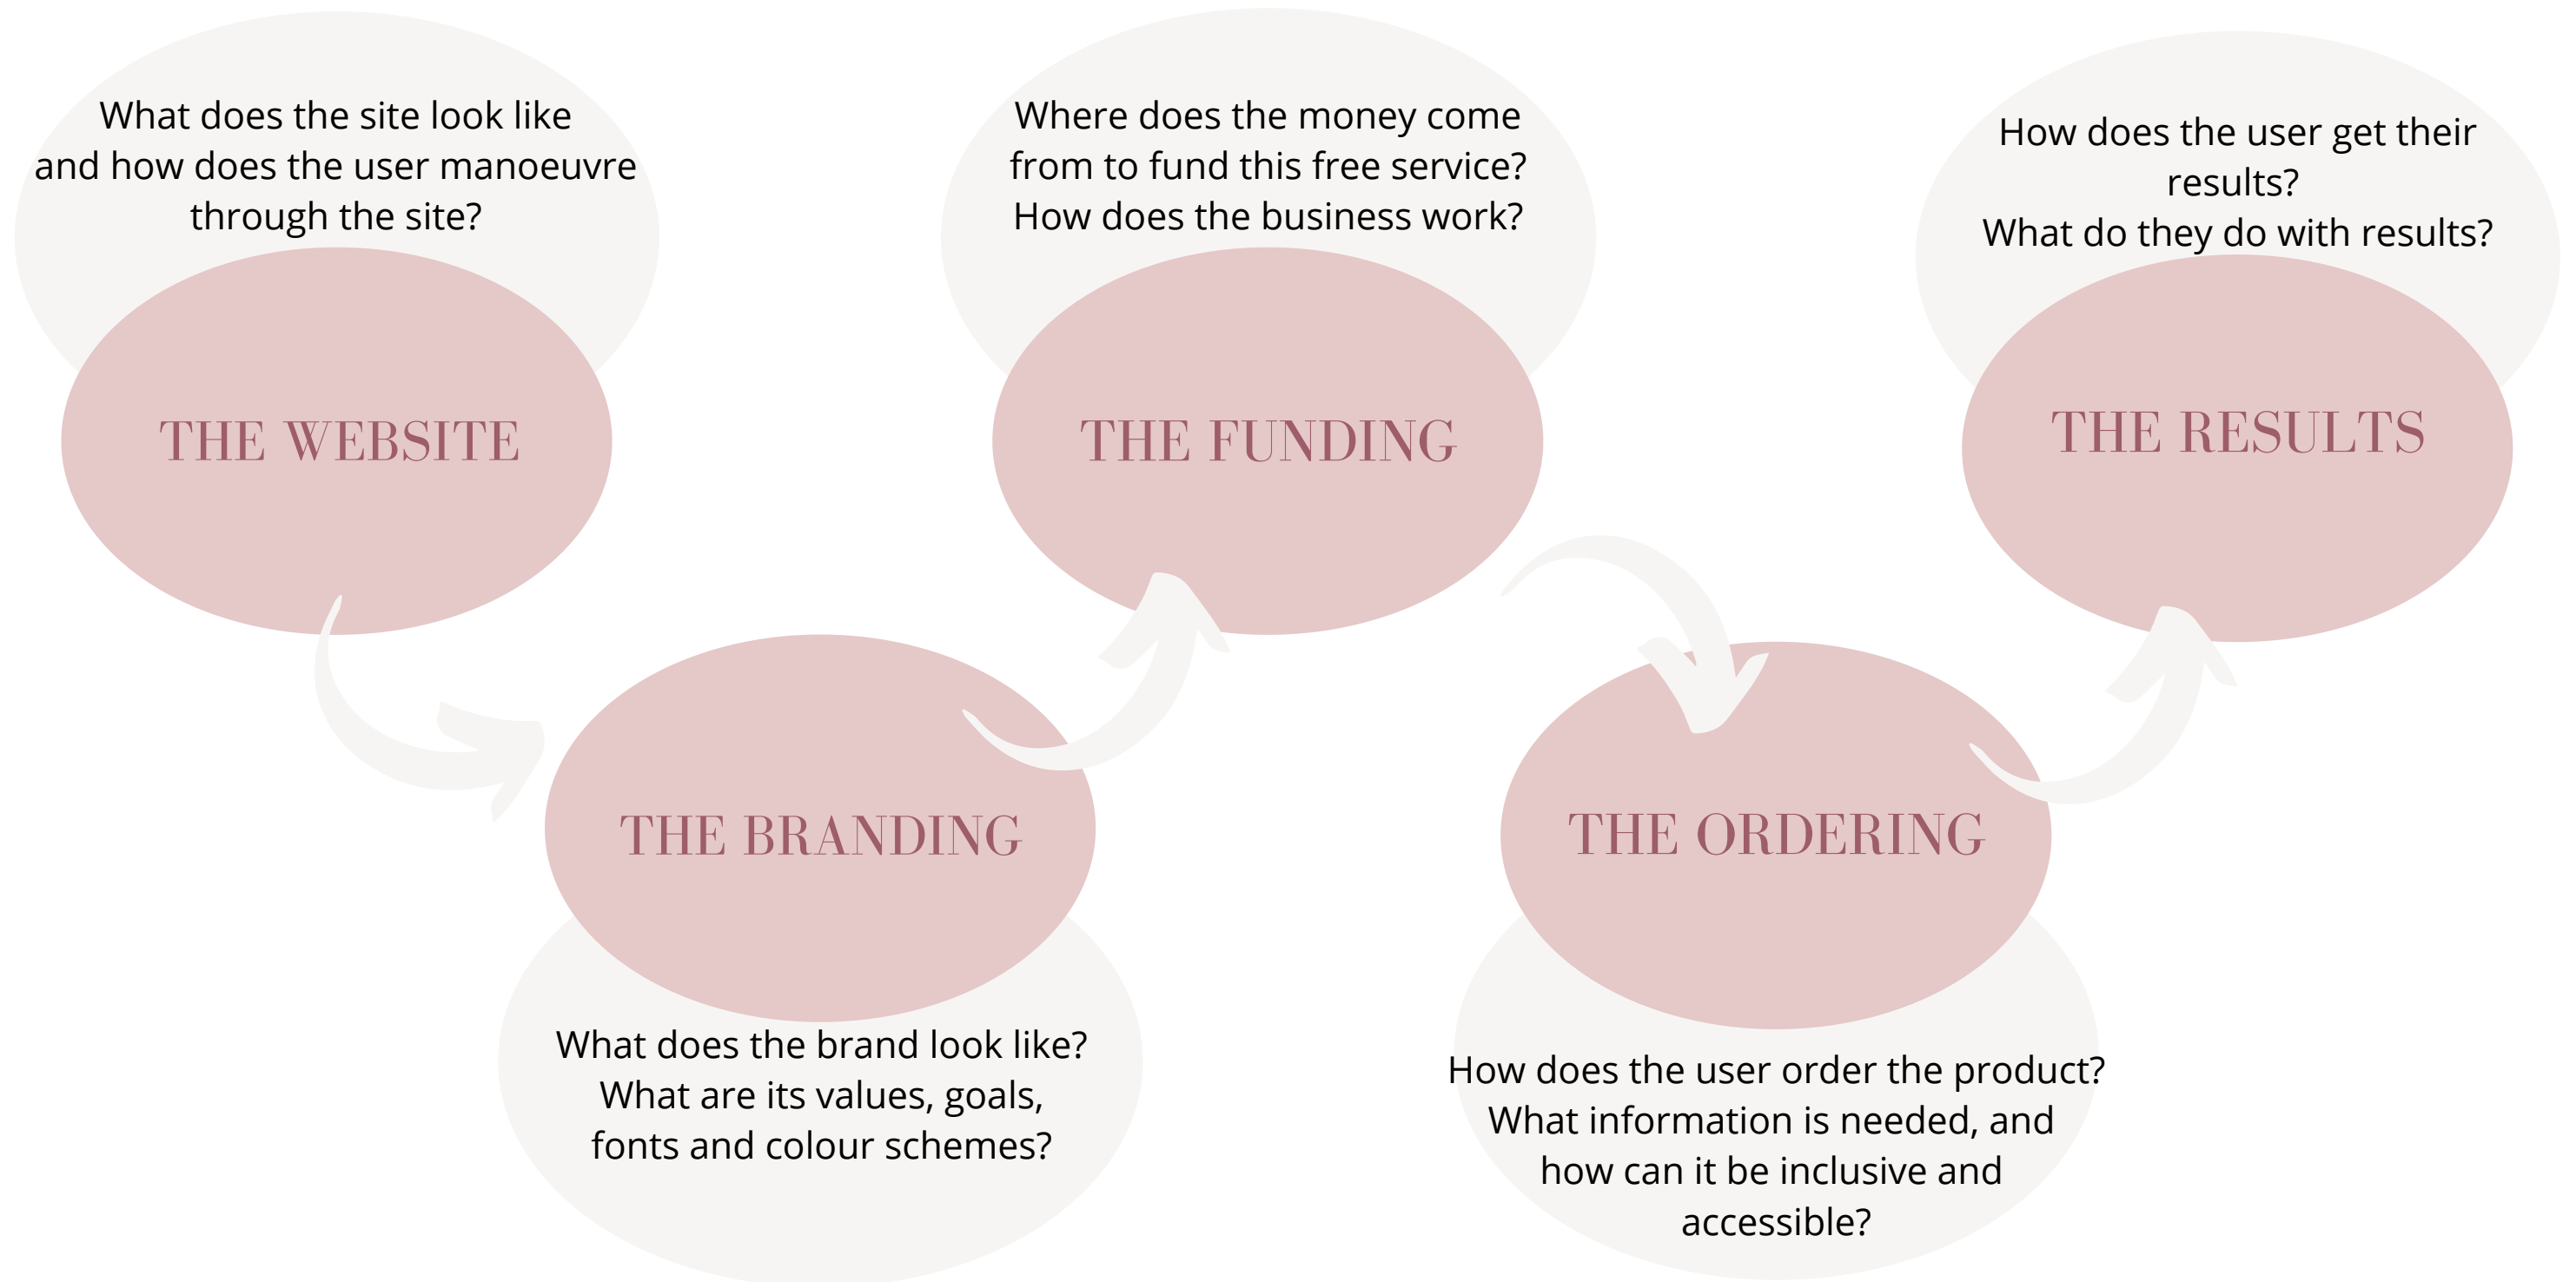 What does the site look like
and how does the user manoeuvre
through the site?
THE WEBSITE
THE BRANDING
What does the brand look like?
What are its values, goals,
fonts and colour schemes?
Where does the money come
from to fund this free service?
How does the business work?
THE FUNDING
THE ORDERING
How does the user order the product?
What information is needed, and
how can it be inclusive and
accessible?
How does the user get their
results?
What do they do with results?
THE RESULTS